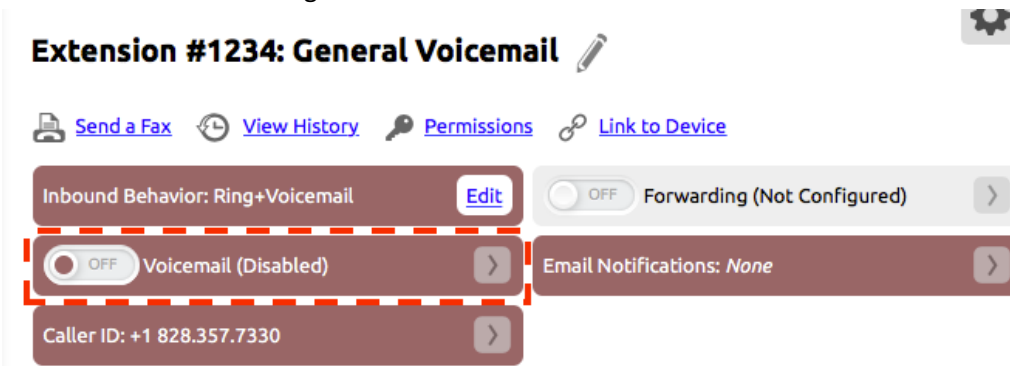 Extension #1234: General Voicemail
Send a Fax View History Permissions Link to Device
Inbound Behavior: Ring+Voicemail Edit OFF Forwarding (Not Configured)
OFF Voicemail (Disabled) Email Notifications: None
Caller ID: +1 828.357.7330